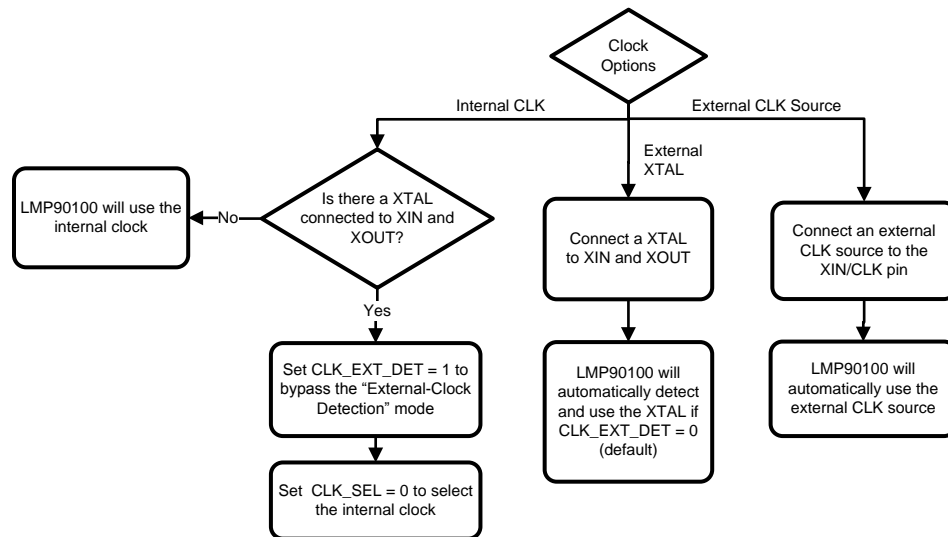 Clock
Options
Internal CLK
External CLK Source
External
XTAL
Is there a XTAL
connected to XIN and
XOUT?
No
LMP90100 will use the
internal clock
Yes
Set CLK_EXT_DET = 1 to
bypass the “External-Clock
Detection” mode
Set CLK_SEL = 0 to select
the internal clock
Connect a XTAL
to XIN and XOUT
LMP90100 will
automatically detect
and use the XTAL if
CLK_EXT_DET = 0
(default)
Connect an external
CLK source to the
XIN/CLK pin
LMP90100 will
automatically use the
external CLK source